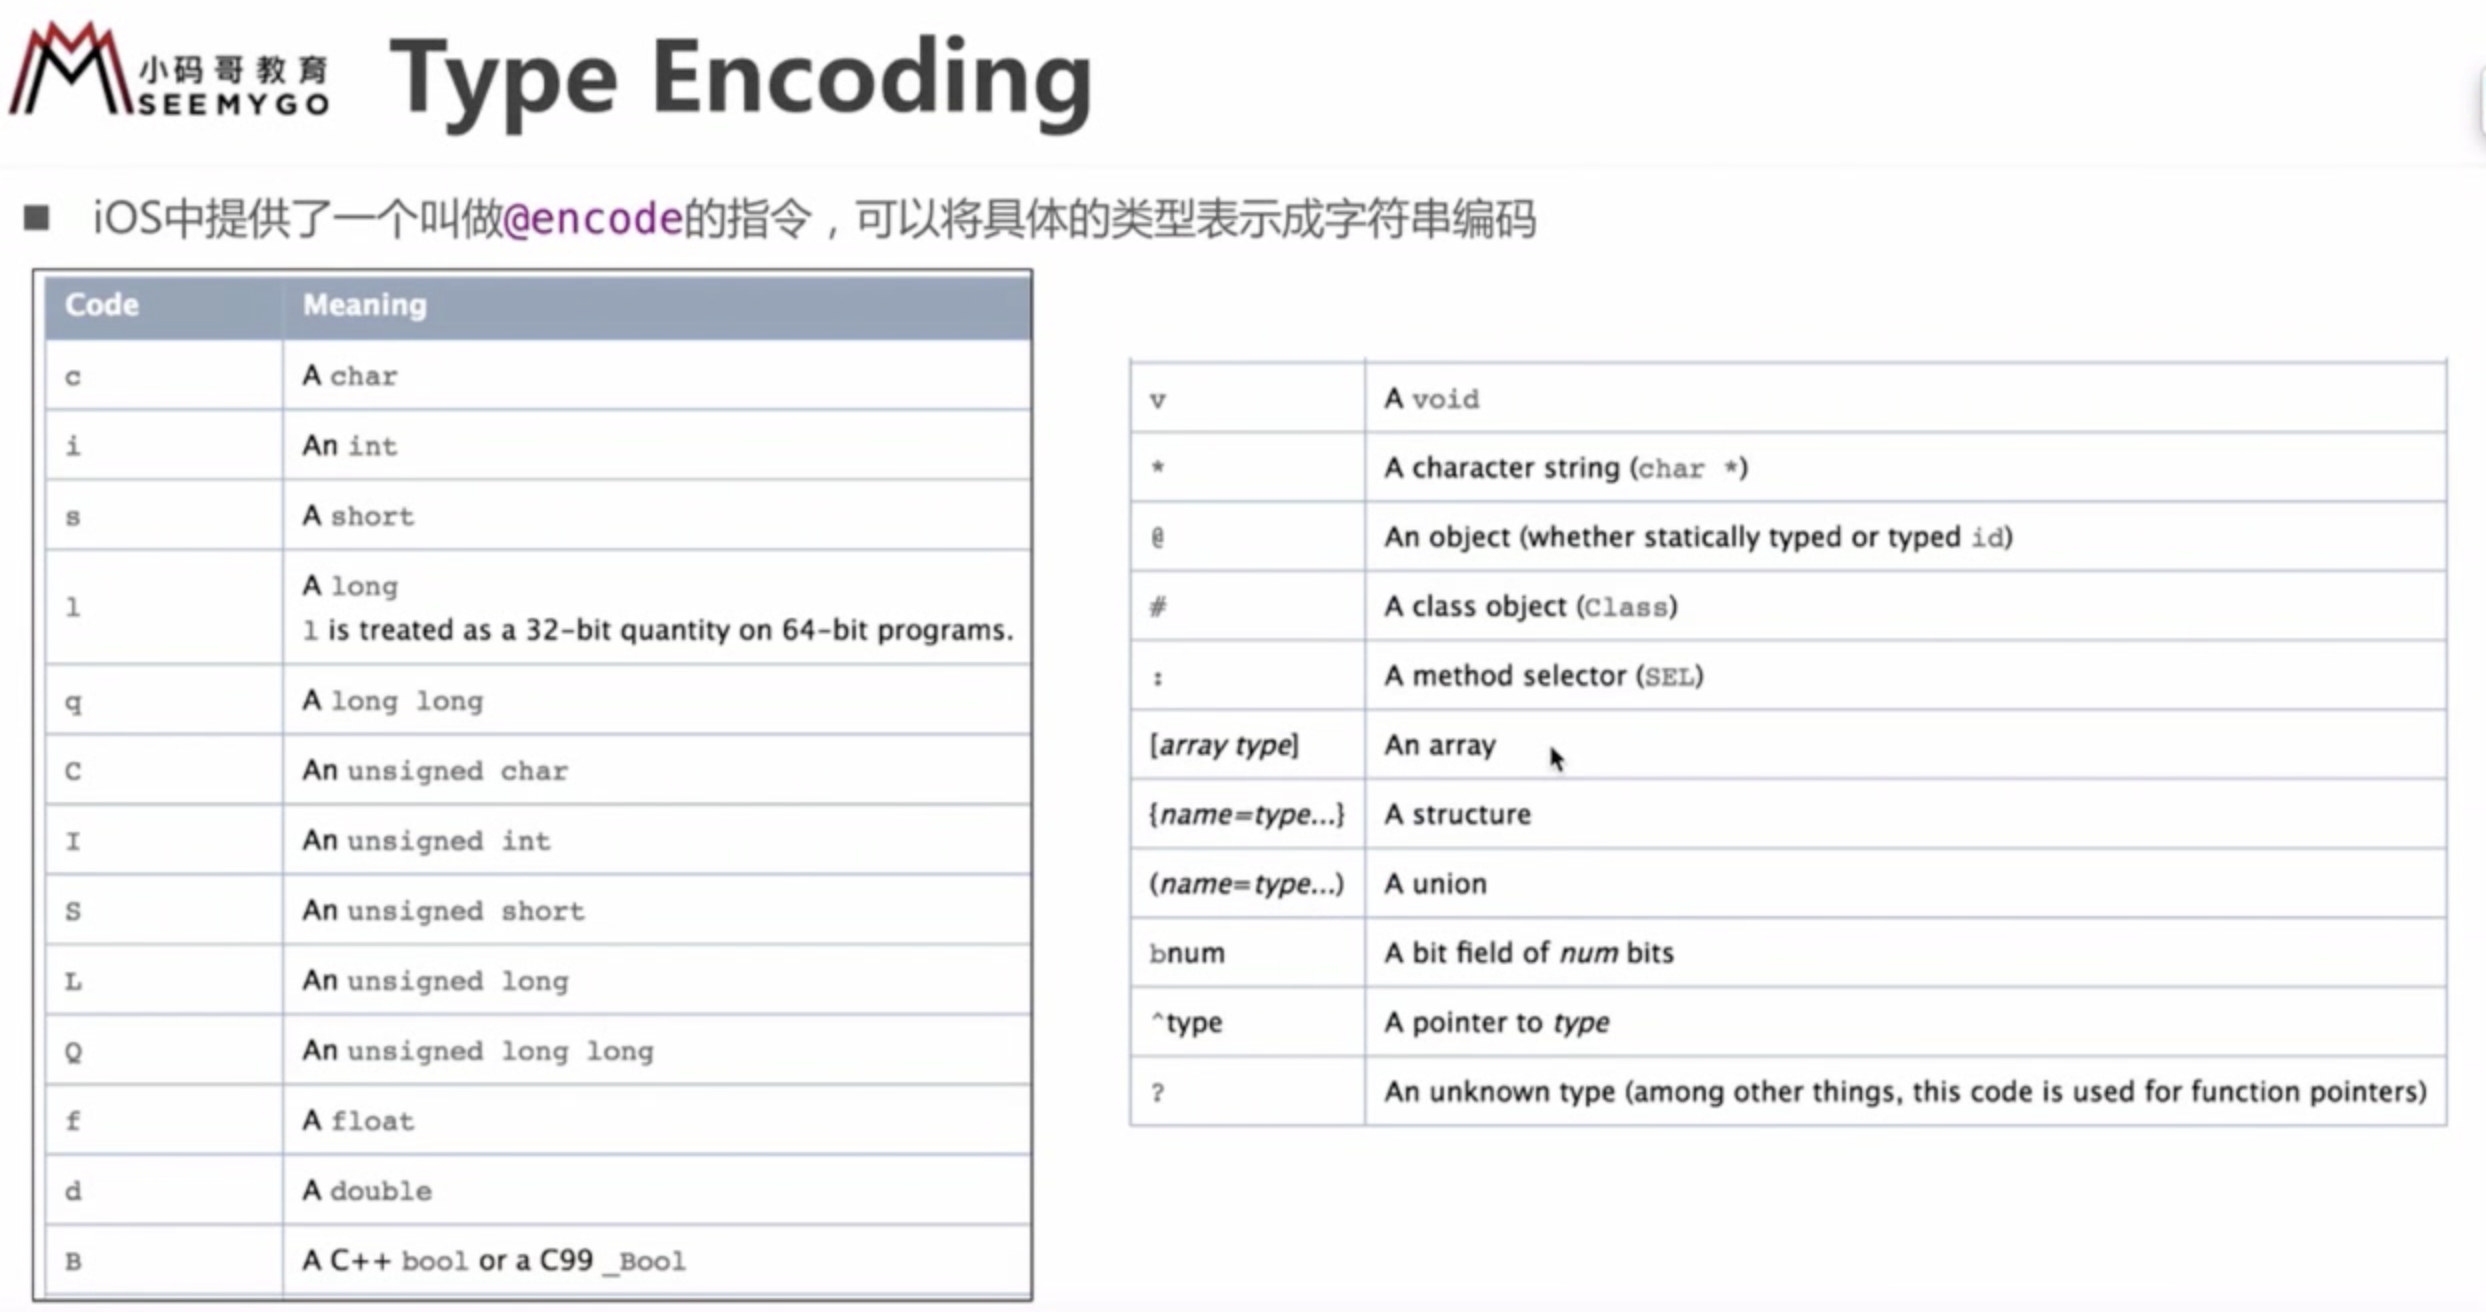 小码哥教育
SEEMYGO
Type Encoding
■ iOS中提供了一个叫做@encode的指令，可以将具体的类型表示成字符串编码
Code Meaning
c A char
i An int
s A short
l A long
l is treated as a 32-bit quantity on 64-bit programs.
q A long long
C An unsigned char
I An unsigned int
S An unsigned short
L An unsigned long
Q An unsigned long long
f A float
d A double
B A C++ bool or a C99 _Bool
v A void
* A character string (char *)
@ An object (whether statically typed or typed id)
# A class object (Class)
: A method selector (SEL)
[array type] An array
{name=type...} A structure
(name=type...) A union
bnum A bit field of num bits
^type A pointer to type
? An unknown type (among other things, this code is used for function pointers)